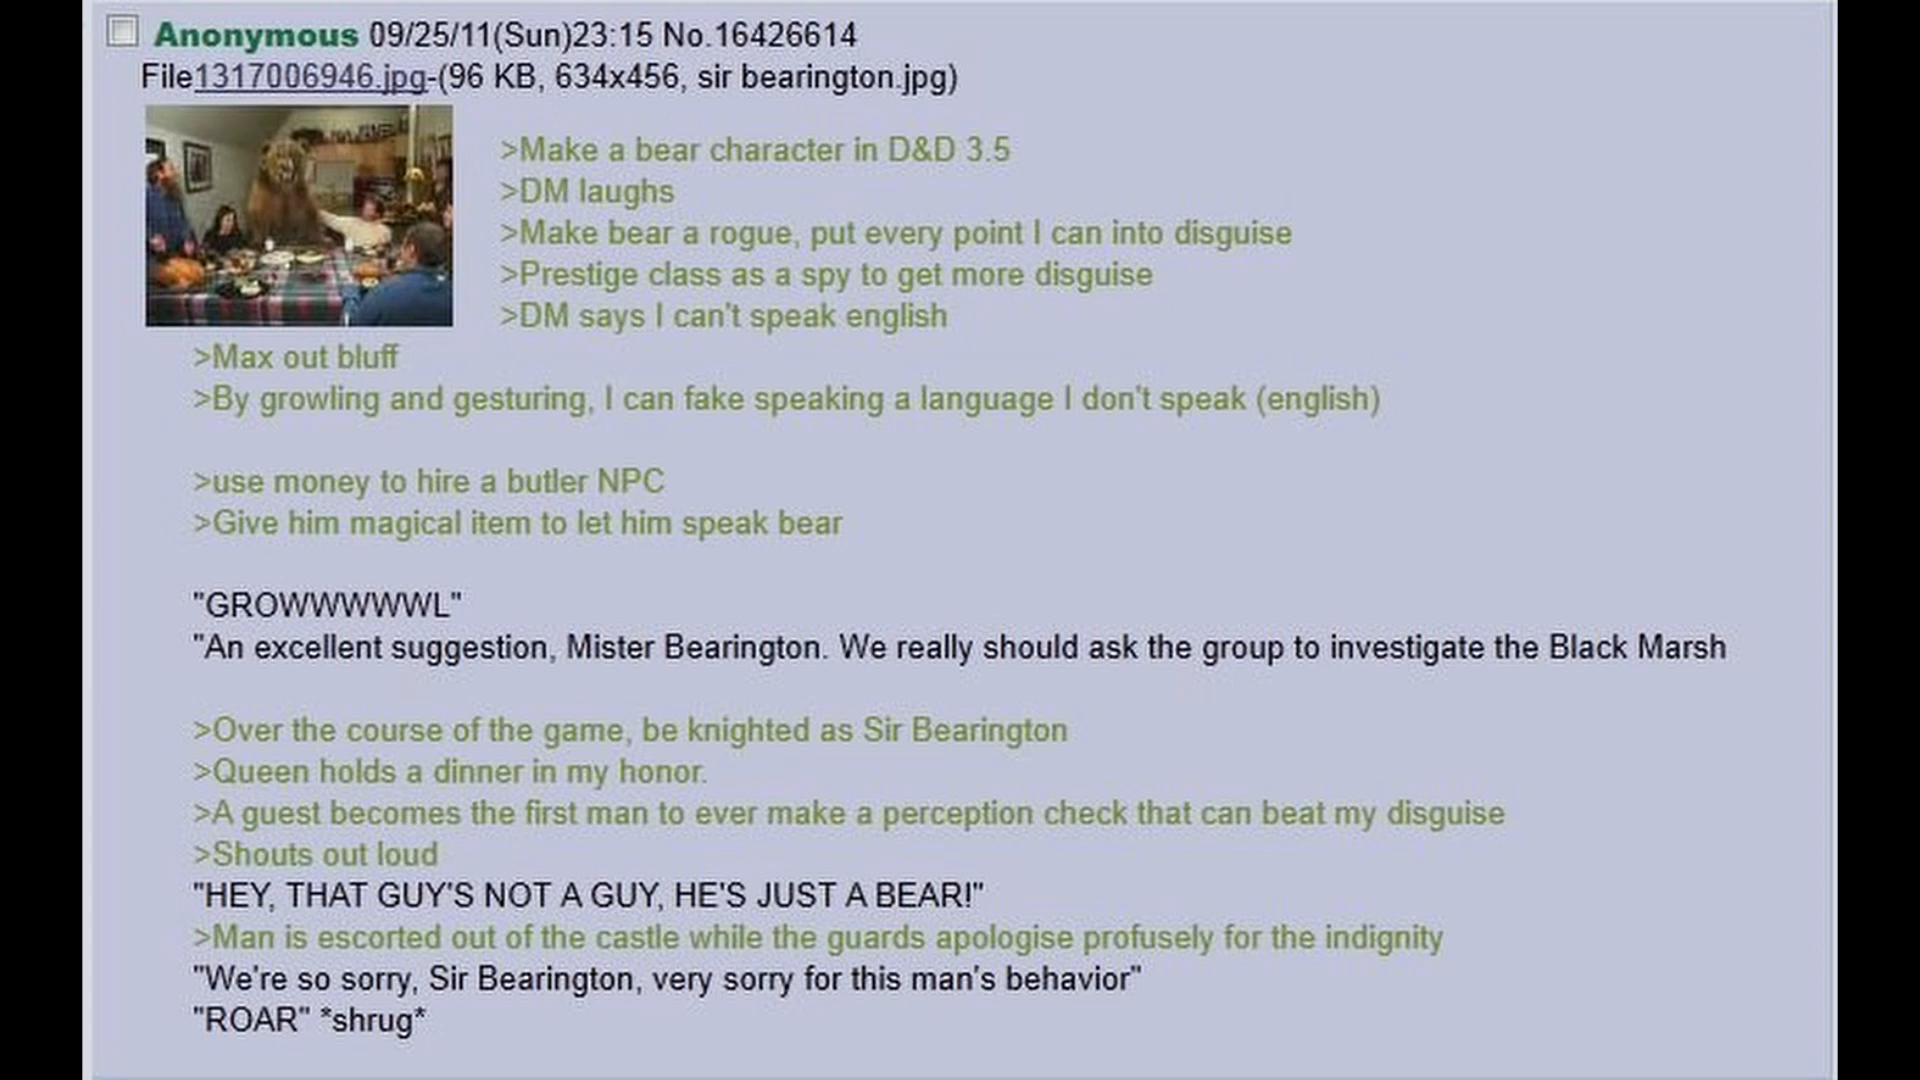 Anonymous 09/25/11(Sun)23:15 No.16426614
File1317006946.jpg-(96 KB, 634x456, sir bearington.jpg)
>Make a bear character in D&D 3.5
>DM laughs
>Make bear a rogue, put every point I can into disguise
>Prestige class as a spy to get more disguise
>DM says I can't speak english
>Max out bluff
>By growling and gesturing, I can fake speaking a language I don't speak (english)
>use money to hire a butler NPC
>Give him magical item to let him speak bear
"GROWWWWWL"
"An excellent suggestion, Mister Bearington. We really should ask the group to investigate the Black Marsh
>Over the course of the game, be knighted as Sir Bearington
>Queen holds a dinner in my honor.
>A guest becomes the first man to ever make a perception check that can beat my disguise
>Shouts out loud
"HEY, THAT GUY'S NOT A GUY, HE'S JUST A BEAR!"
>Man is escorted out of the castle while the guards apologise profusely for the indignity
"We're so sorry, Sir Bearington, very sorry for this man's behavior"
"ROAR" *shrug*